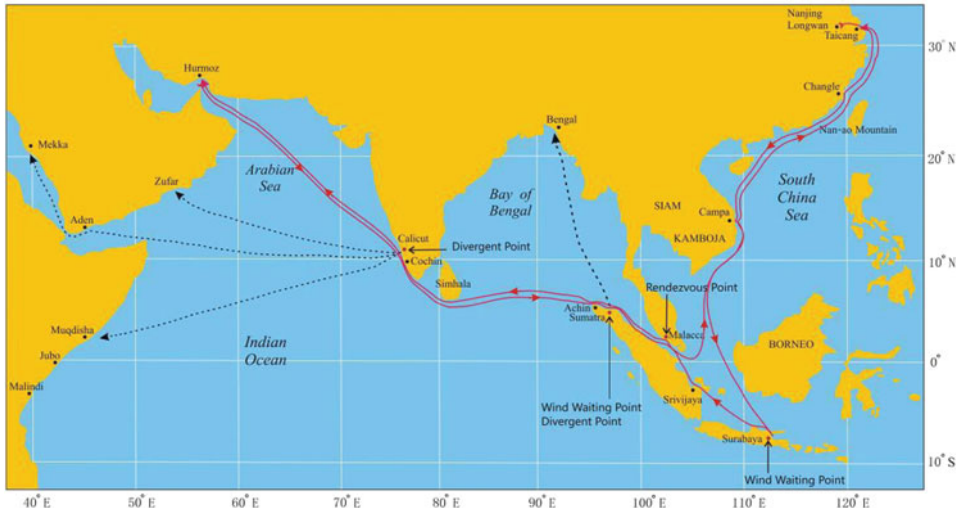 Nanjing
Longwan
Taicang
30° N
Hurmoz
Changle
Bengal
Nan-ao Mountain
Mekka
20° N
Arabian
Sea
Zufar
Bay of
Bengal
SIAM
South
China
Sea
Aden
Campa
Calicut
Divergent Point
KAMBOJA
Cochin
10° N
Simhala
Rendezvous Point
Achin
Sumatra
Muqdisha
Malacca
Indian
Ocean
BORNEO
Jubo
0°
Malindi
Srivijaya
Wind Waiting Point
Divergent Point
Surabaya
10° S
Wind Waiting Point
40° E
50° E
60° E
70° E
80° E
90° E
100° E
110° E
120° E